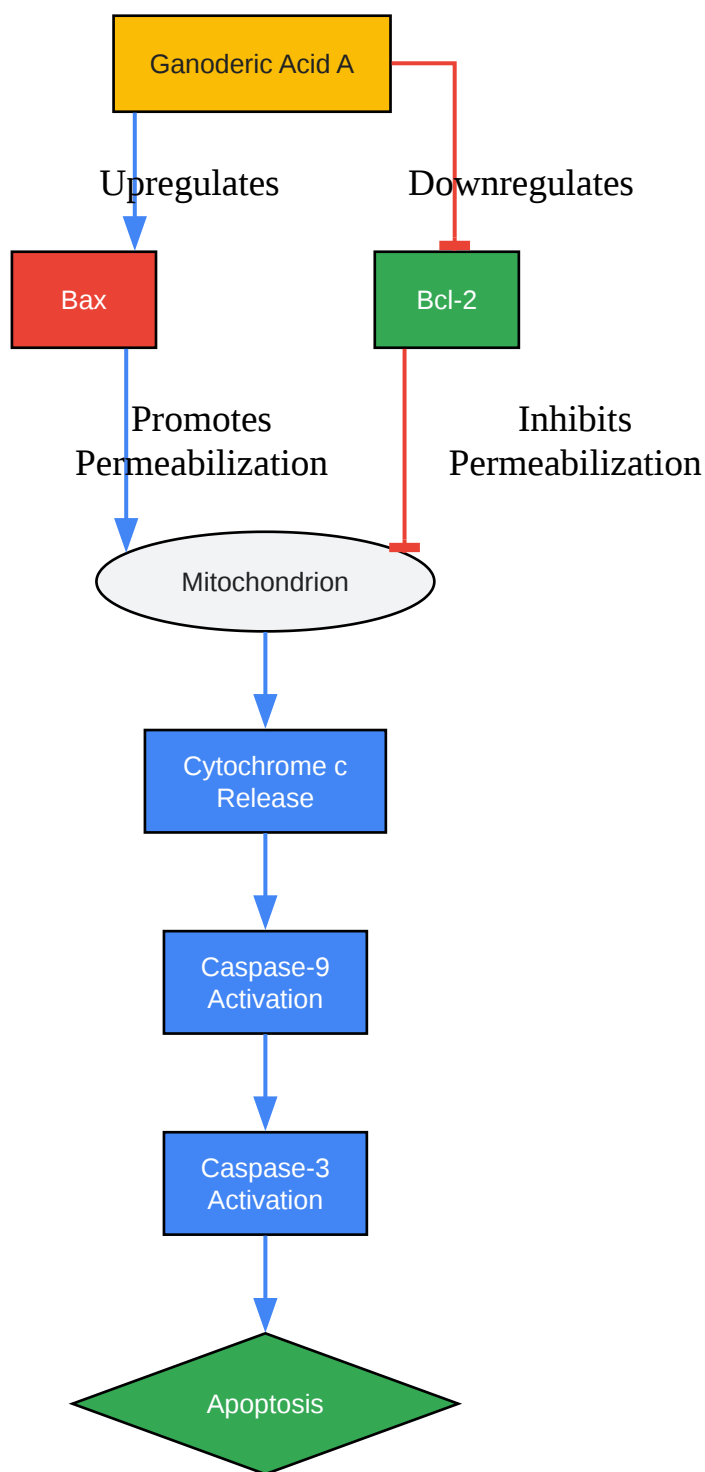 Ganoderic Acid A
Upregulates
Downregulates
Bax
Bcl-2
Promotes
Permeabilization
Inhibits
Permeabilization
Mitochondrion
Cytochrome c
Release
Caspase-9
Activation
Caspase-3
Activation
Apoptosis